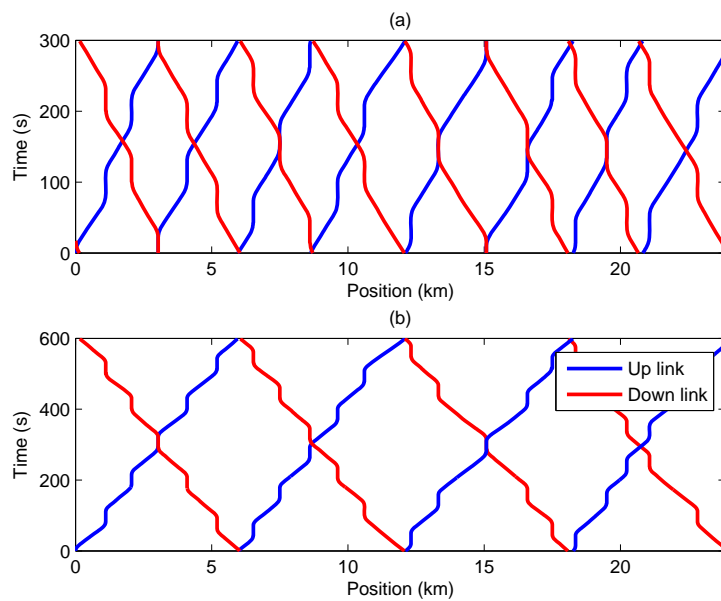 (a)
300
200
100
0
Time (s)
0 5 10 15 20
Position (km)
(b)
600
400
200
0
Time (s)
Up link
Down link
0 5 10 15 20
Position (km)